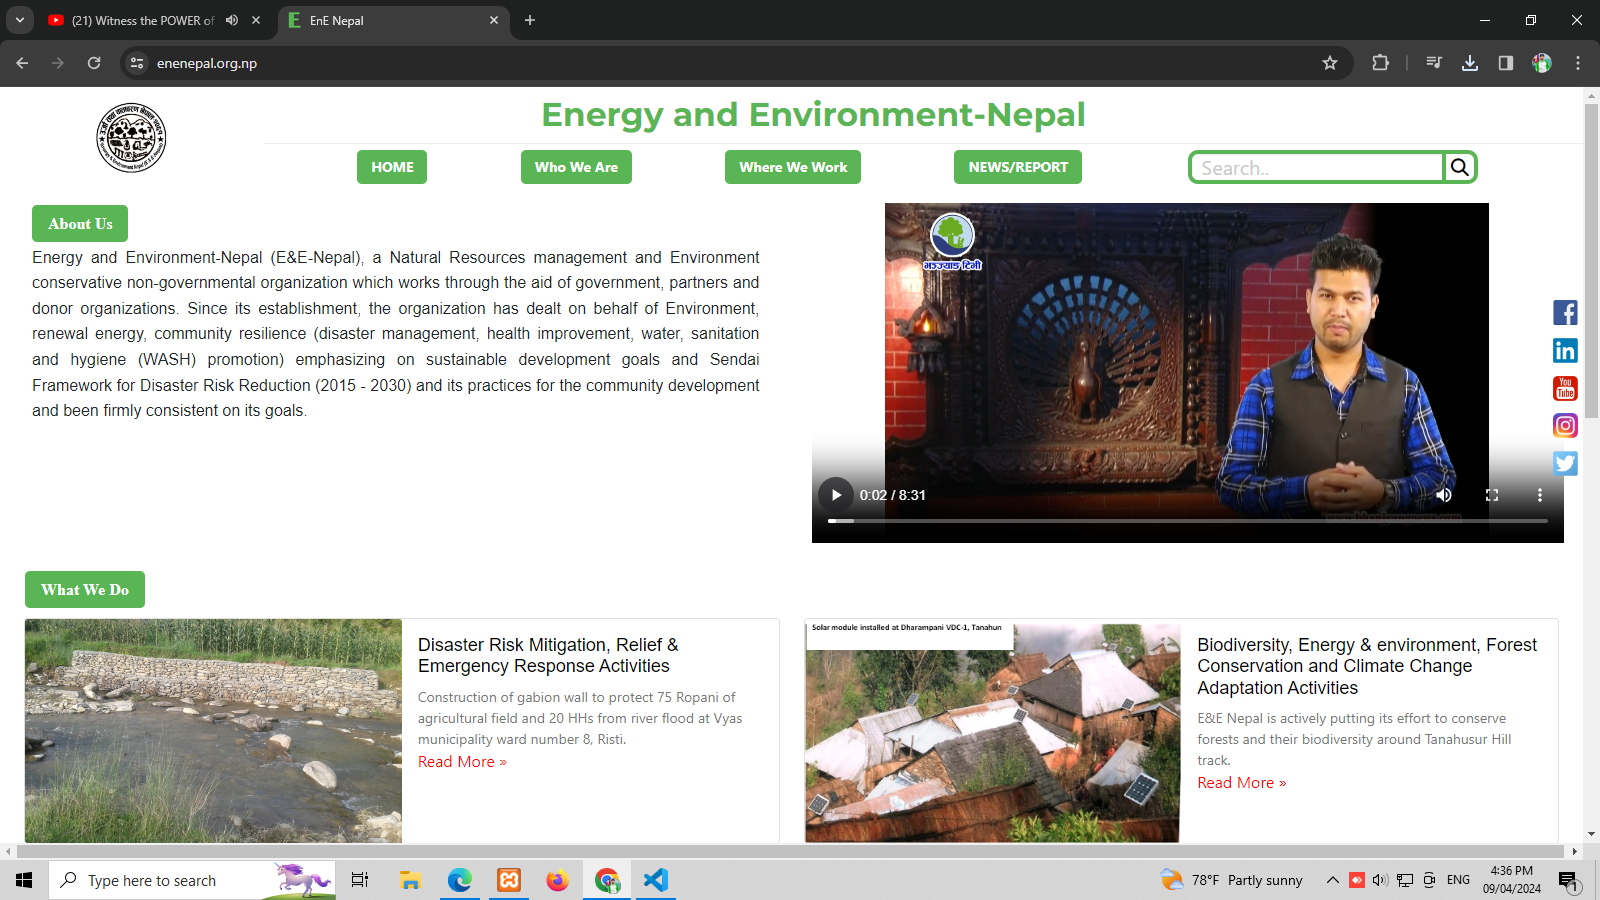 (21) Witness the POWER of
EnE Nepal
enenepal.org.np
Energy and Environment-Nepal
HOME
Who We Are
Where We Work
NEWS/REPORT
Search..
About Us
Energy and Environment-Nepal (E&E-Nepal), a Natural Resources management and Environment
conservative non-governmental organization which works through the aid of government, partners and
donor organizations. Since its establishment, the organization has dealt on behalf of Environment,
renewal energy, community resilience (disaster management, health improvement, water, sanitation
and hygiene (WASH) promotion) emphasizing on sustainable development goals and Sendai
Framework for Disaster Risk Reduction (2015 - 2030) and its practices for the community development
and been firmly consistent on its goals.
भञ्ज्याङ टिभी
0:02 / 8:31
You
Tube
What We Do
Disaster Risk Mitigation, Relief &
Emergency Response Activities
Construction of gabion wall to protect 75 Ropani of
agricultural field and 20 HHs from river flood at Vyas
municipality ward number 8, Risti.
Read More »
Solar module installed at Dharampani VDC-1, Tanahun
Biodiversity, Energy & environment, Forest
Conservation and Climate Change
Adaptation Activities
E&E Nepal is actively putting its effort to conserve
forests and their biodiversity around Tanahusur Hill
track.
Read More »
Type here to search
78°F Partly sunny
ENG
4:36 PM
09/04/2024
1